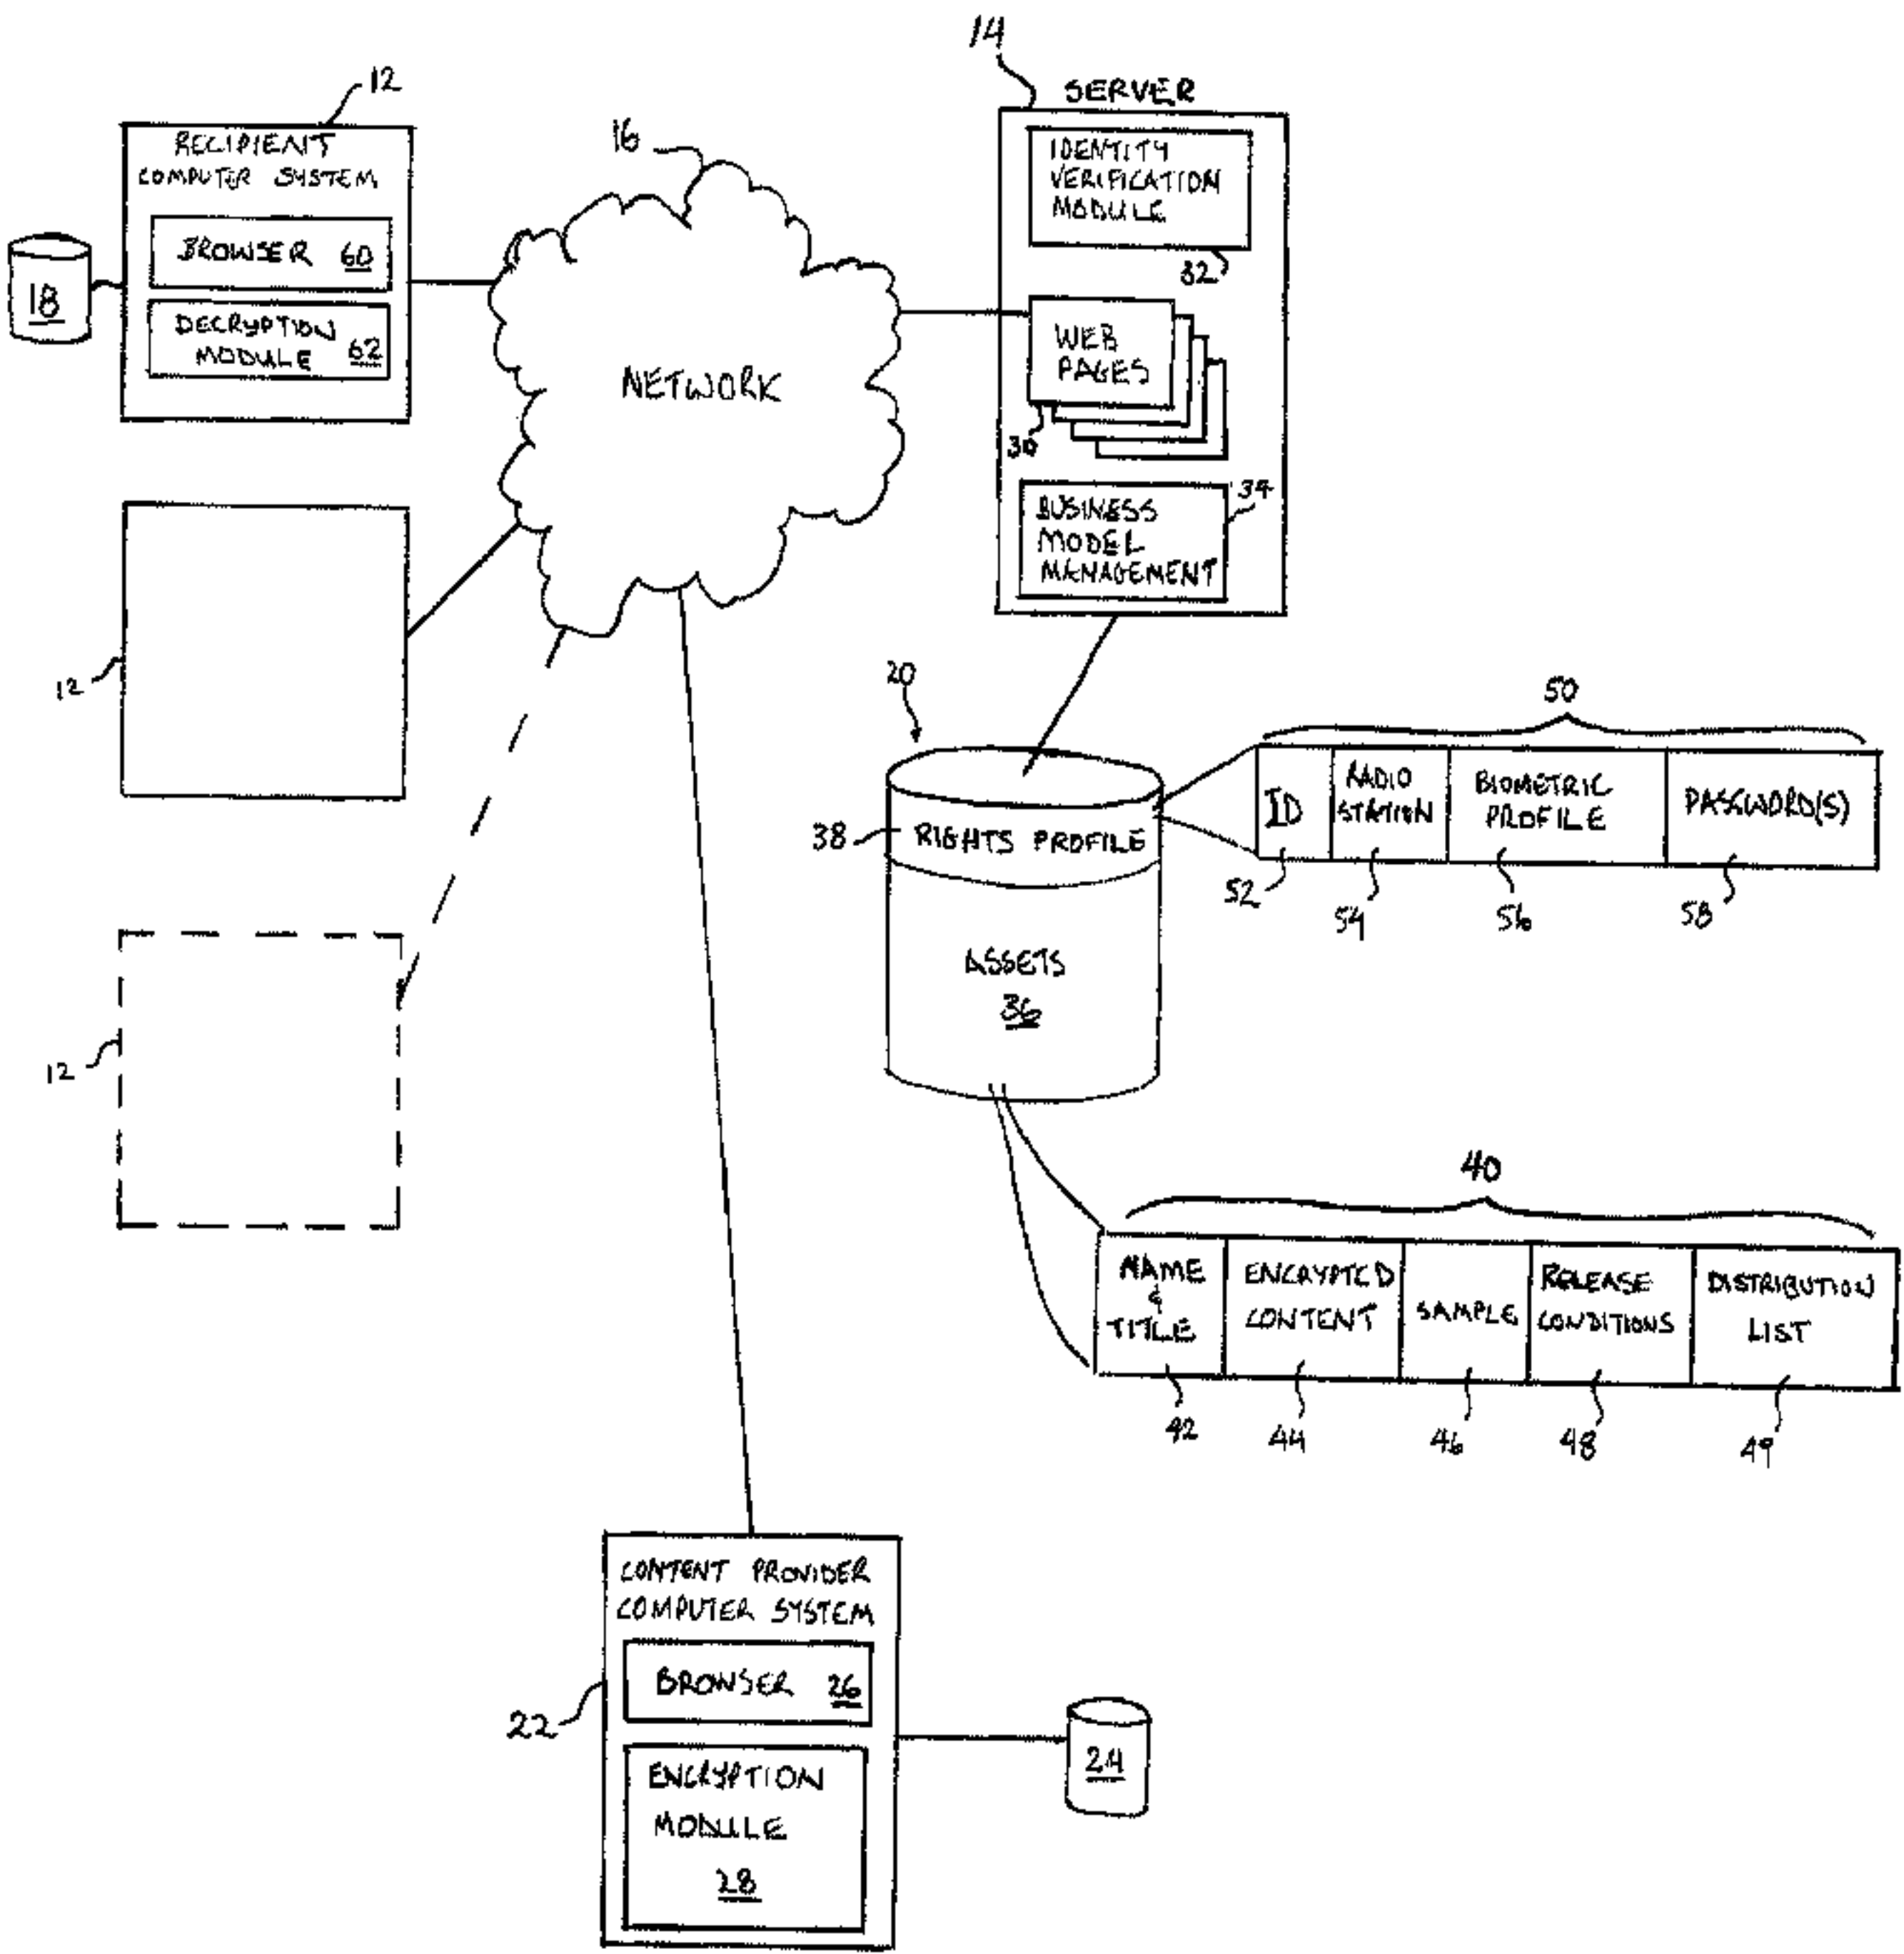 14
SERVER
12
RECIPIENT
COMPUTER SYSTEM
BROWSER 60
DECRYPTION
MODULE 62
18
16
NETWORK
IDENTITY
VERIFICATION
MODULE
32
WEB
PAGES
30
BUSINESS
MODEL
MANAGEMENT
34
12
12
20
38
RIGHTS PROFILE
ASSETS
36
50
ID
RADIO
STATION
BIOMETRIC
PROFILE
PASSWORD(S)
52
54
56
58
40
NAME
&
TITLE
ENCRYPTED
CONTENT
SAMPLE
RELEASE
CONDITIONS
DISTRIBUTION
LIST
42
44
46
48
49
CONTENT PROVIDER
COMPUTER SYSTEM
BROWSER 26
22
ENCRYPTION
MODULE
28
24